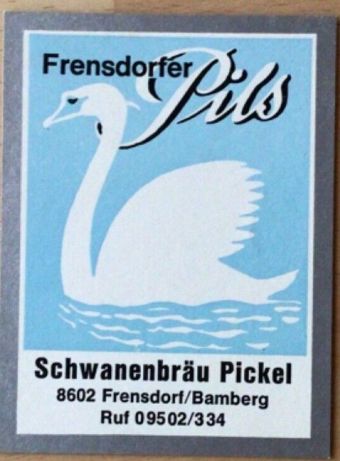 Frensdorfer
Pils
Schwanenbräu Pickel
8602 Frensdorf/Bamberg
Ruf 09502/334